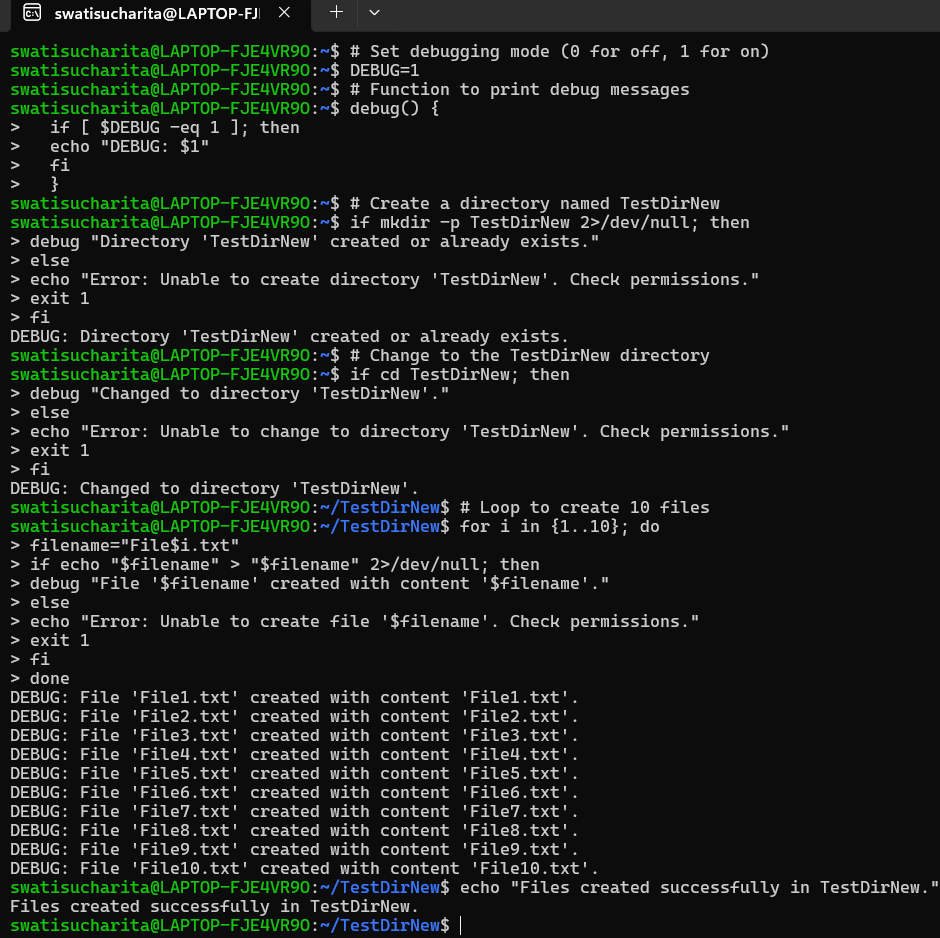 swatisucharita@LAPTOP-FJ
swatisucharita@LAPTOP-FJE4VR9O:~$ # Set debugging mode (0 for off, 1 for on)
swatisucharita@LAPTOP-FJE4VR9O:~$ DEBUG=1
swatisucharita@LAPTOP-FJE4VR9O:~$ # Function to print debug messages
swatisucharita@LAPTOP-FJE4VR9O:~$ debug() {
>   if [ $DEBUG -eq 1 ]; then
>   echo "DEBUG: $1"
>   fi
>   }
swatisucharita@LAPTOP-FJE4VR9O:~$ # Create a directory named TestDirNew
swatisucharita@LAPTOP-FJE4VR9O:~$ if mkdir -p TestDirNew 2>/dev/null; then
> debug "Directory 'TestDirNew' created or already exists."
> else
> echo "Error: Unable to create directory 'TestDirNew'. Check permissions."
> exit 1
> fi
DEBUG: Directory 'TestDirNew' created or already exists.
swatisucharita@LAPTOP-FJE4VR9O:~$ # Change to the TestDirNew directory
swatisucharita@LAPTOP-FJE4VR9O:~$ if cd TestDirNew; then
> debug "Changed to directory 'TestDirNew'."
> else
> echo "Error: Unable to change to directory 'TestDirNew'. Check permissions."
> exit 1
> fi
DEBUG: Changed to directory 'TestDirNew'.
swatisucharita@LAPTOP-FJE4VR9O:~/TestDirNew$ # Loop to create 10 files
swatisucharita@LAPTOP-FJE4VR9O:~/TestDirNew$ for i in {1..10}; do
> filename="File$i.txt"
> if echo "$filename" > "$filename" 2>/dev/null; then
> debug "File '$filename' created with content '$filename'."
> else
> echo "Error: Unable to create file '$filename'. Check permissions."
> exit 1
> fi
> done
DEBUG: File 'File1.txt' created with content 'File1.txt'.
DEBUG: File 'File2.txt' created with content 'File2.txt'.
DEBUG: File 'File3.txt' created with content 'File3.txt'.
DEBUG: File 'File4.txt' created with content 'File4.txt'.
DEBUG: File 'File5.txt' created with content 'File5.txt'.
DEBUG: File 'File6.txt' created with content 'File6.txt'.
DEBUG: File 'File7.txt' created with content 'File7.txt'.
DEBUG: File 'File8.txt' created with content 'File8.txt'.
DEBUG: File 'File9.txt' created with content 'File9.txt'.
DEBUG: File 'File10.txt' created with content 'File10.txt'.
swatisucharita@LAPTOP-FJE4VR9O:~/TestDirNew$ echo "Files created successfully in TestDirNew."
Files created successfully in TestDirNew.
swatisucharita@LAPTOP-FJE4VR9O:~/TestDirNew$